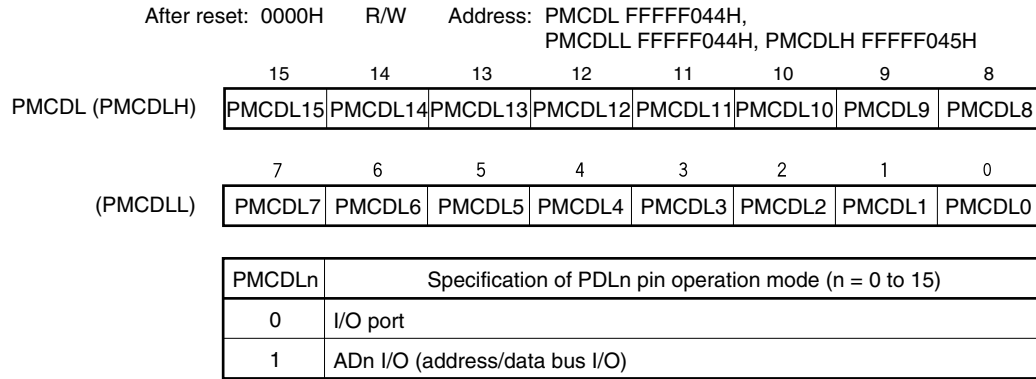 After reset: 0000H R/W Address: PMCDL FFFFF044H,
PMCDLL FFFFF044H, PMCDLH FFFFF045H
15 14 13 12 11 10 9 8
PMCDL (PMCDLH) PMCDL15 PMCDL14 PMCDL13 PMCDL12 PMCDL11 PMCDL10 PMCDL9 PMCDL8
7 6 5 4 3 2 1 0
(PMCDLL) PMCDL7 PMCDL6 PMCDL5 PMCDL4 PMCDL3 PMCDL2 PMCDL1 PMCDL0
PMCDLn Specification of PDLn pin operation mode (n = 0 to 15)
0 I/O port
1 ADn I/O (address/data bus I/O)